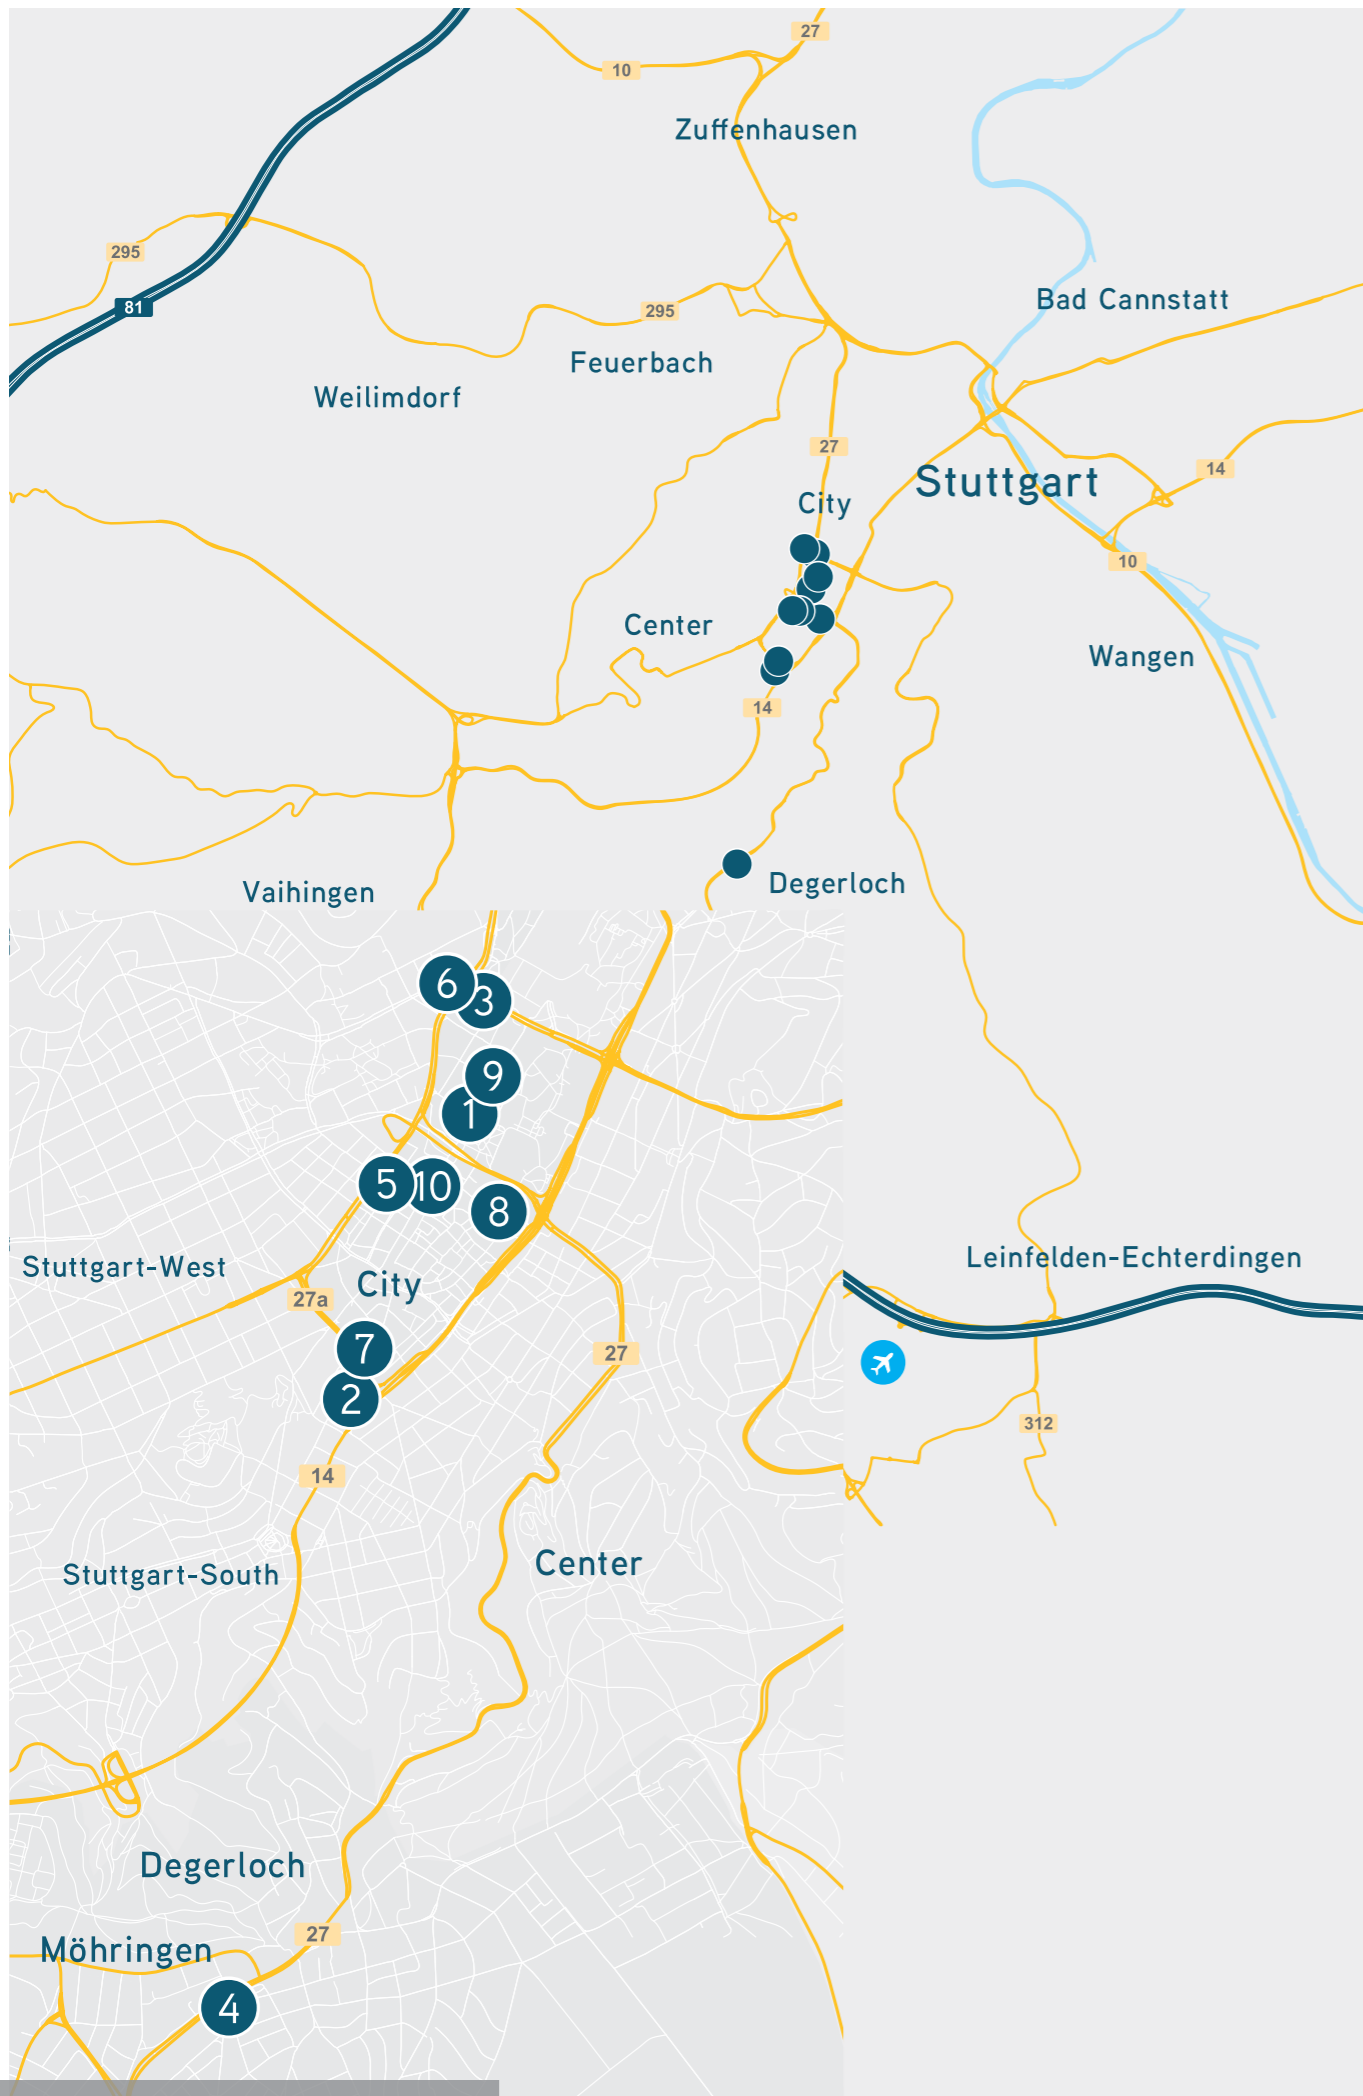 27
10
Zuffenhausen
295
81
Bad Cannstatt
295
Feuerbach
Weilimdorf
27
14
Stuttgart
City
10
Center
Wangen
14
Degerloch
Vaihingen
6
3
9
1
5
10
8
Stuttgart-West
City
27a
7
27
2
14
Stuttgart-South
Center
Leinfelden-Echterdingen
312
Degerloch
27
Möhringen
4